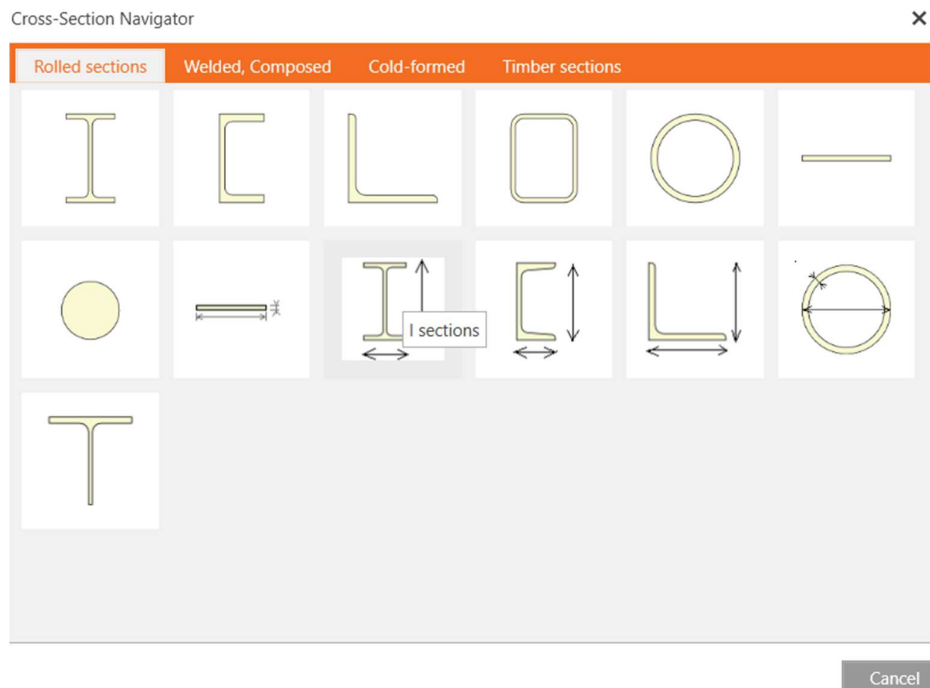 Cross-Section Navigator
Rolled sections Welded, Composed Cold-formed Timber sections
I sections
Cancel